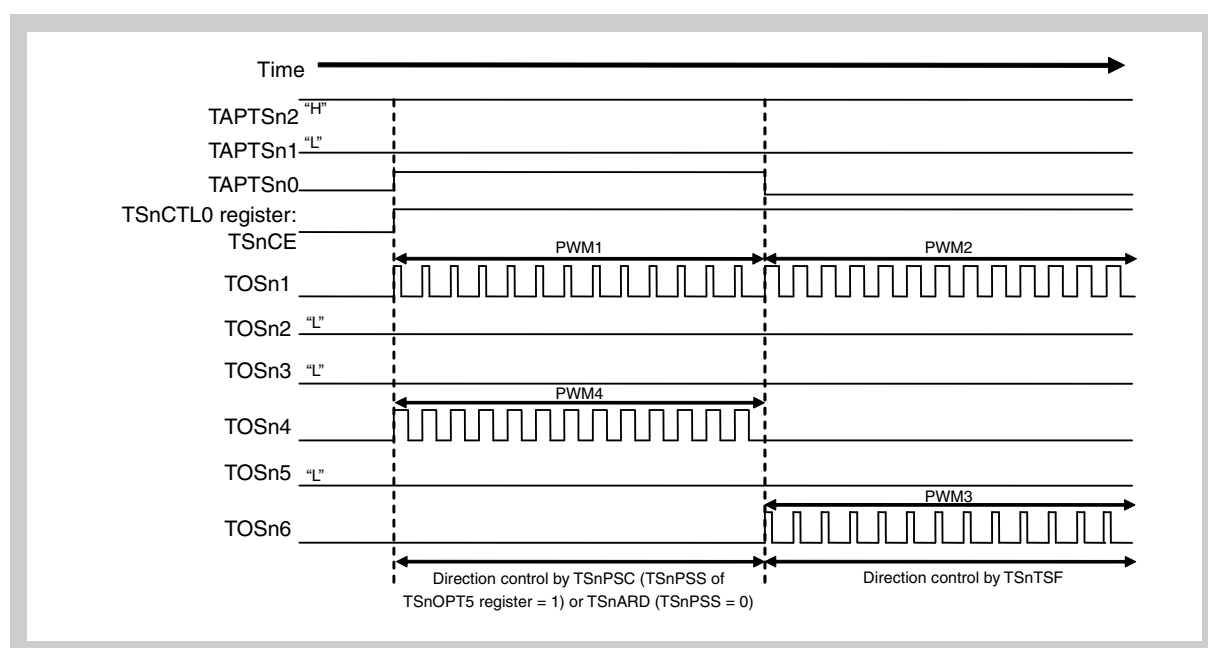 Time
TAPTSn2 “H”
TAPTSn1 “L”
TAPTSn0
TSnCTL0 register:
TSnCE
PWM1
PWM2
TOSn1
TOSn2 “L”
TOSn3 “L”
PWM4
TOSn4
TOSn5 “L”
PWM3
TOSn6
Direction control by TSnPSC (TSnPSS of
TSnOPT5 register = 1) or TSnARD (TSnPSS = 0)
Direction control by TSnTSF